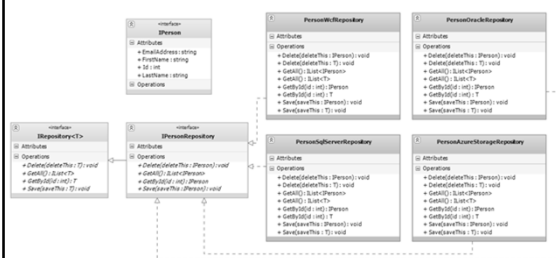 «interface»
IPerson
Attributes
+ EmailAddress : string
+ FirstName : string
+ Id : int
+ LastName : string
Operations
PersonWcfRepository
Attributes
Operations
+ Delete(deleteThis : IPerson) : void
+ Delete(deleteThis : T) : void
+ GetAll() : IList<IPerson>
+ GetAll() : IList<T>
+ GetById(id : int) : IPerson
+ GetById(id : int) : T
+ Save(saveThis : IPerson) : void
+ Save(saveThis : T) : void
PersonOracleRepository
Attributes
Operations
+ Delete(deleteThis : IPerson) : void
+ Delete(deleteThis : T) : void
+ GetAll() : IList<IPerson>
+ GetAll() : IList<T>
+ GetById(id : int) : IPerson
+ GetById(id : int) : T
+ Save(saveThis : IPerson) : void
+ Save(saveThis : T) : void
«interface»
IRepository<T>
Attributes
Operations
+ Delete(deleteThis : T) : void
+ GetAll() : IList<T>
+ GetById(id : int) : T
+ Save(saveThis : T) : void
«interface»
IPersonRepository
Attributes
Operations
+ Delete(deleteThis : IPerson) : void
+ GetAll() : IList<IPerson>
+ GetById(id : int) : IPerson
+ Save(saveThis : IPerson) : void
PersonSqlServerRepository
Attributes
Operations
+ Delete(deleteThis : IPerson) : void
+ Delete(deleteThis : T) : void
+ GetAll() : IList<IPerson>
+ GetAll() : IList<T>
+ GetById(id : int) : IPerson
+ GetById(id : int) : T
+ Save(saveThis : IPerson) : void
+ Save(saveThis : T) : void
PersonAzureStorageRepository
Attributes
Operations
+ Delete(deleteThis : IPerson) : void
+ Delete(deleteThis : T) : void
+ GetAll() : IList<IPerson>
+ GetAll() : IList<T>
+ GetById(id : int) : IPerson
+ GetById(id : int) : T
+ Save(saveThis : IPerson) : void
+ Save(saveThis : T) : void